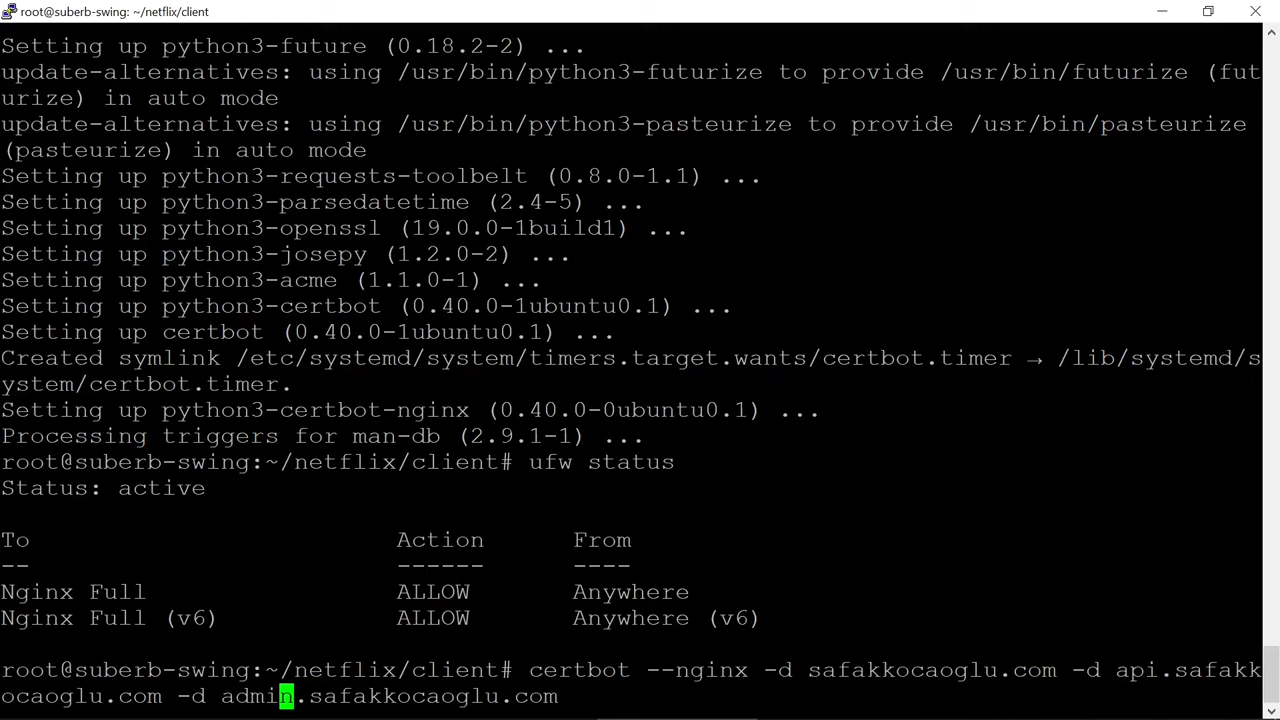 root@suberb-swing: ~/netflix/client
Setting up python3-future (0.18.2-2) ...
update-alternatives: using /usr/bin/python3-futurize to provide /usr/bin/futurize (fut
urize) in auto mode
update-alternatives: using /usr/bin/python3-pasteurize to provide /usr/bin/pasteurize
(pasteurize) in auto mode
Setting up python3-requests-toolbelt (0.8.0-1.1) ...
Setting up python3-parsedatetime (2.4-5) ...
Setting up python3-openssl (19.0.0-1build1) ...
Setting up python3-josepy (1.2.0-2) ...
Setting up python3-acme (1.1.0-1) ...
Setting up python3-certbot (0.40.0-1ubuntu0.1) ...
Setting up certbot (0.40.0-1ubuntu0.1) ...
Created symlink /etc/systemd/system/timers.target.wants/certbot.timer → /lib/systemd/s
ystem/certbot.timer.
Setting up python3-certbot-nginx (0.40.0-0ubuntu0.1) ...
Processing triggers for man-db (2.9.1-1) ...
root@suberb-swing:~/netflix/client# ufw status
Status: active
To Action From
-- ------ ----
Nginx Full ALLOW Anywhere
Nginx Full (v6) ALLOW Anywhere (v6)
root@suberb-swing:~/netflix/client# certbot --nginx -d safakkocaoglu.com -d api.safakk
ocaoglu.com -d admin.safakkocaoglu.com